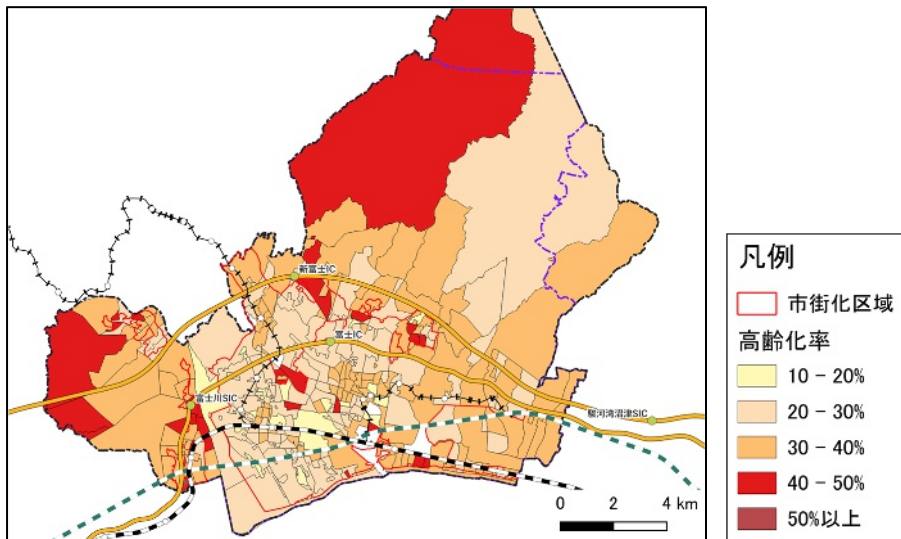 新富士IC
富士IC
富士川SIC
駿河湾沼津SIC
0 2 4 km
凡例
市街化区域
高齢化率
10 - 20%
20 - 30%
30 - 40%
40 - 50%
50%以上